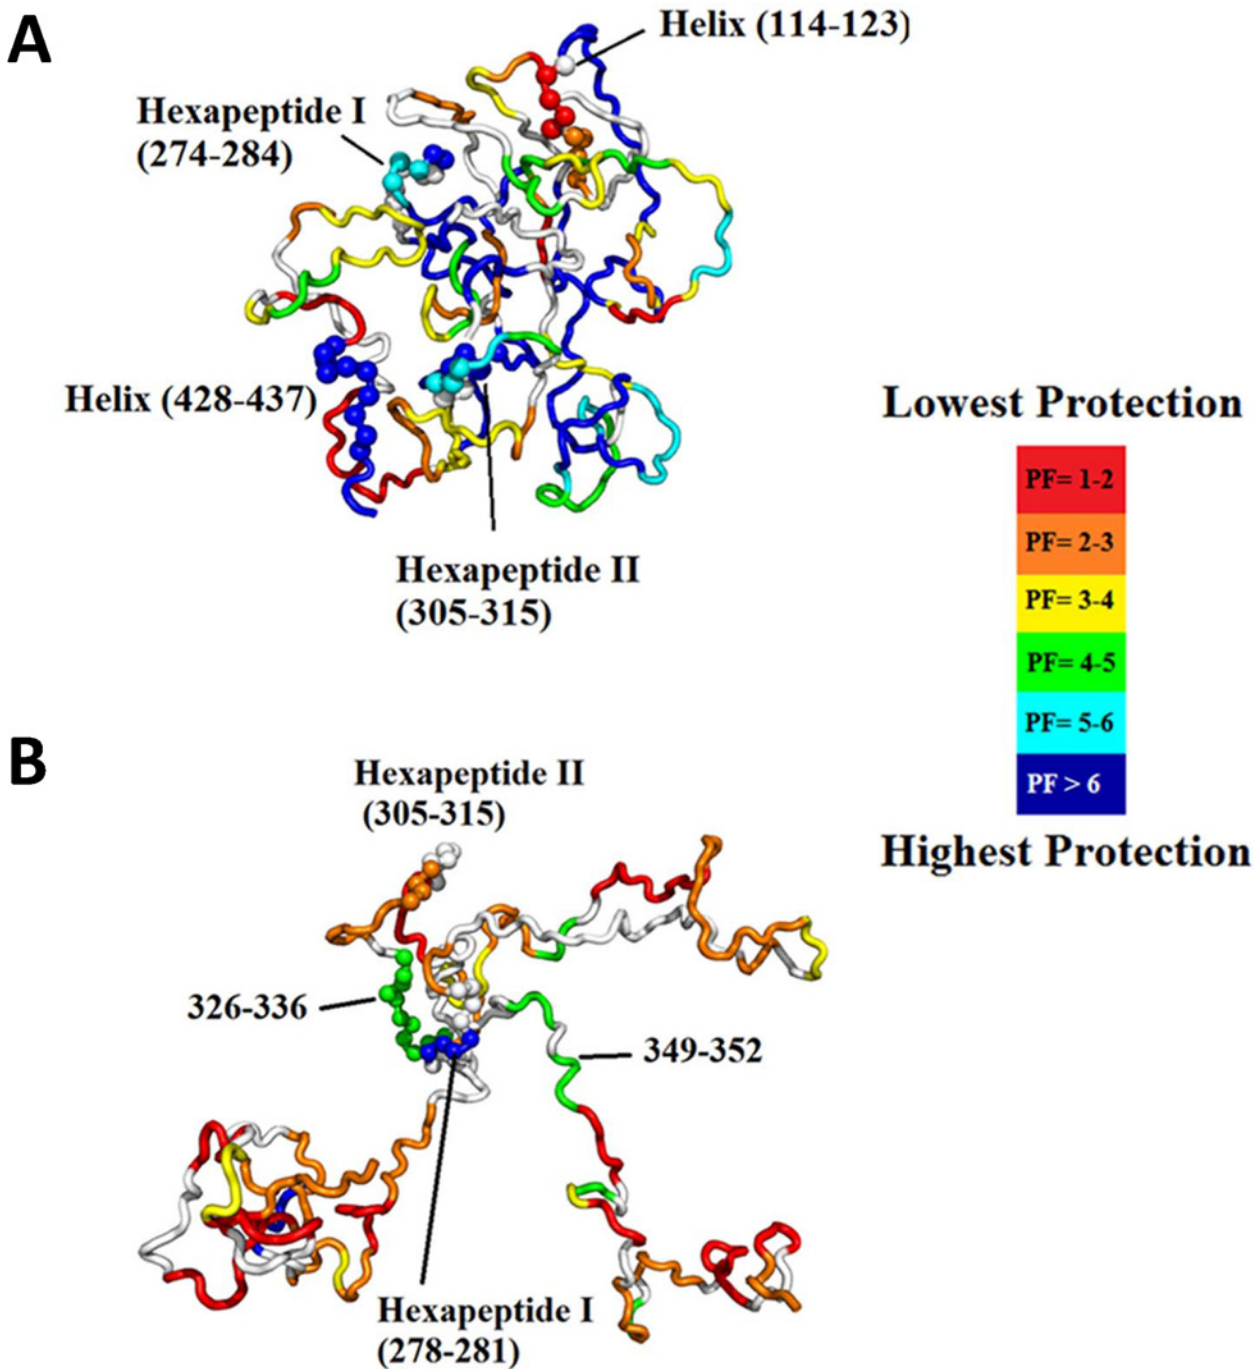 A
Helix (114-123)
Hexapeptide I
(274-284)
Helix (428-437)
Hexapeptide II
(305-315)
Lowest Protection
PF= 1-2
PF= 2-3
PF= 3-4
PF= 4-5
PF= 5-6
PF > 6
Highest Protection
B
Hexapeptide II
(305-315)
326-336
349-352
Hexapeptide I
(278-281)